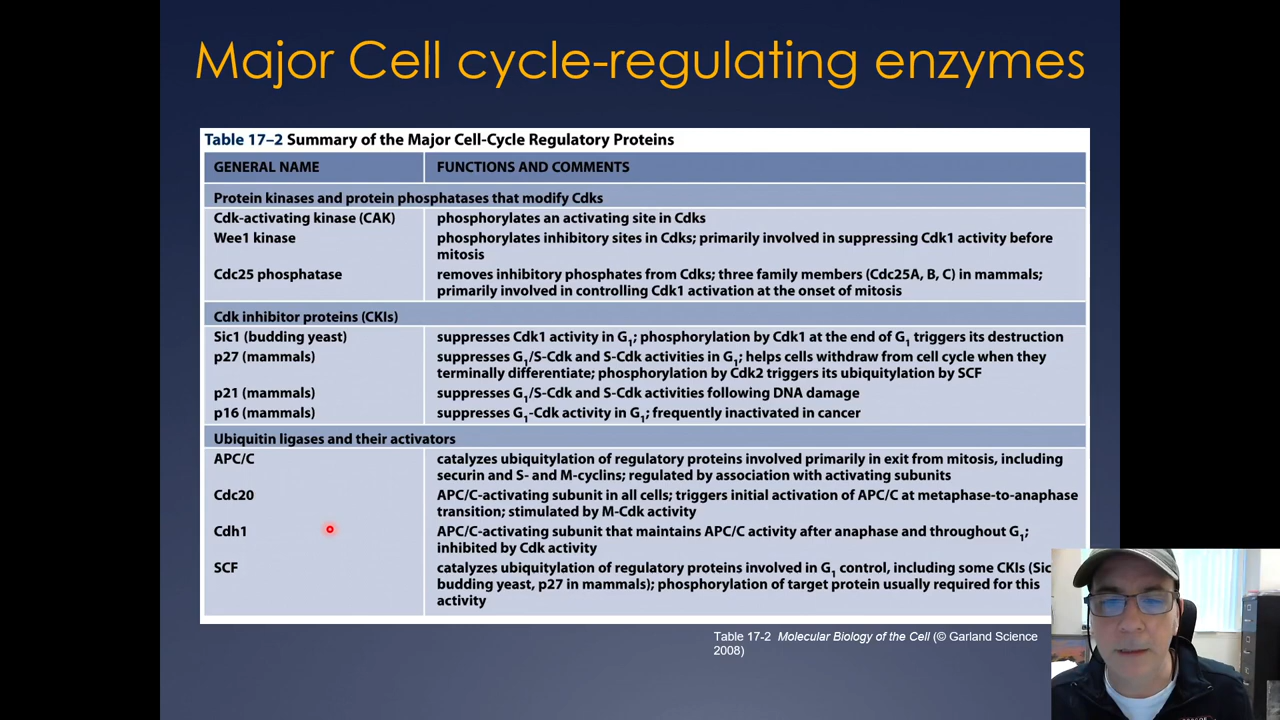 Major Cell cycle-regulating enzymes
Table 17–2 Summary of the Major Cell-Cycle Regulatory Proteins
GENERAL NAME FUNCTIONS AND COMMENTS
Protein kinases and protein phosphatases that modify Cdks
Cdk-activating kinase (CAK) phosphorylates an activating site in Cdks
Wee1 kinase phosphorylates inhibitory sites in Cdks; primarily involved in suppressing Cdk1 activity before
mitosis
Cdc25 phosphatase removes inhibitory phosphates from Cdks; three family members (Cdc25A, B, C) in mammals;
primarily involved in controlling Cdk1 activation at the onset of mitosis
Cdk inhibitor proteins (CKIs)
Sic1 (budding yeast) suppresses Cdk1 activity in G1; phosphorylation by Cdk1 at the end of G1 triggers its destruction
p27 (mammals) suppresses G1/S-Cdk and S-Cdk activities in G1; helps cells withdraw from cell cycle when they
terminally differentiate; phosphorylation by Cdk2 triggers its ubiquitylation by SCF
p21 (mammals) suppresses G1/S-Cdk and S-Cdk activities following DNA damage
p16 (mammals) suppresses G1-Cdk activity in G1; frequently inactivated in cancer
Ubiquitin ligases and their activators
APC/C catalyzes ubiquitylation of regulatory proteins involved primarily in exit from mitosis, including
securin and S- and M-cyclins; regulated by association with activating subunits
Cdc20 APC/C-activating subunit in all cells; triggers initial activation of APC/C at metaphase-to-anaphase
transition; stimulated by M-Cdk activity
Cdh1 APC/C-activating subunit that maintains APC/C activity after anaphase and throughout G1;
inhibited by Cdk activity
SCF catalyzes ubiquitylation of regulatory proteins involved in G1 control, including some CKIs (Sic
budding yeast, p27 in mammals); phosphorylation of target protein usually required for this
activity
Table 17-2 Molecular Biology of the Cell (© Garland Science
2008)